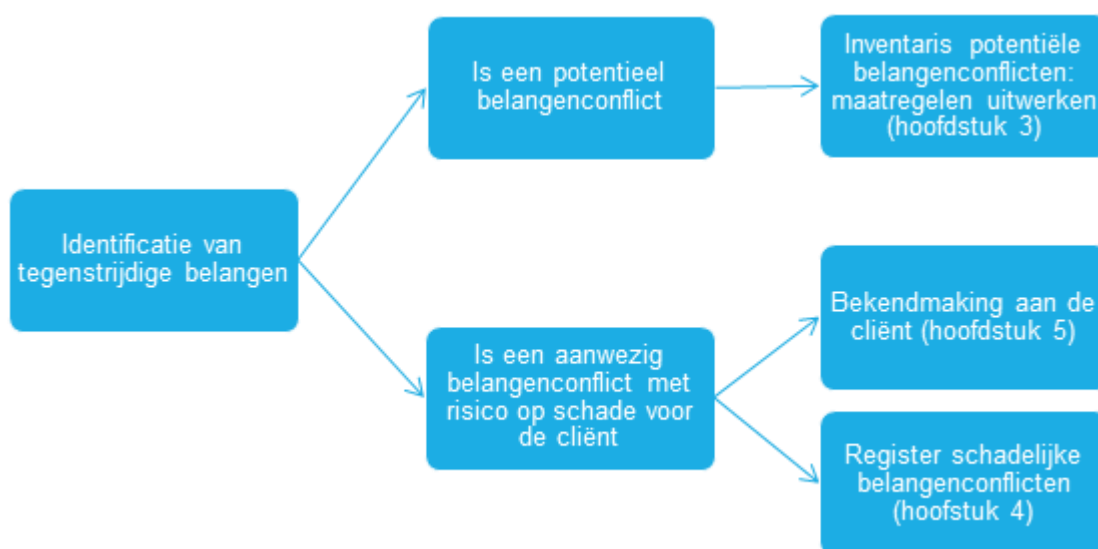 Identificatie van
tegenstrijdige belangen
Is een potentieel
belangenconflict
Inventaris potentiële
belangenconflicten:
maatregelen uitwerken
(hoofdstuk 3)
Is een aanwezig
belangenconflict met
risico op schade voor
de cliënt
Bekendmaking aan de
cliënt (hoofdstuk 5)
Register schadelijke
belangenconflicten
(hoofstuk 4)